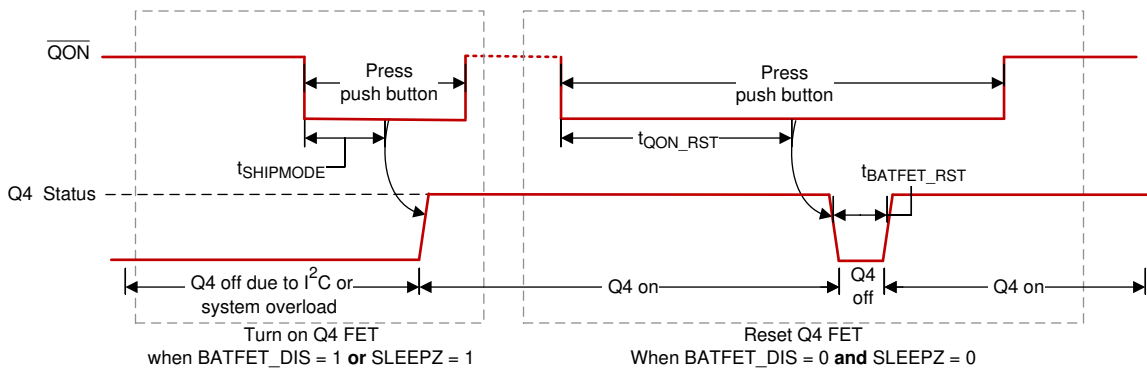 QON
Press
push button
Press
push button
tSHIPMODE
tQON_RST
tBATFET_RST
Q4 Status
Q4 off due to I2C or
system overload
Q4 on
Q4
off
Q4 on
Turn on Q4 FET
when BATFET_DIS = 1 or SLEEPZ = 1
Reset Q4 FET
When BATFET_DIS = 0 and SLEEPZ = 0